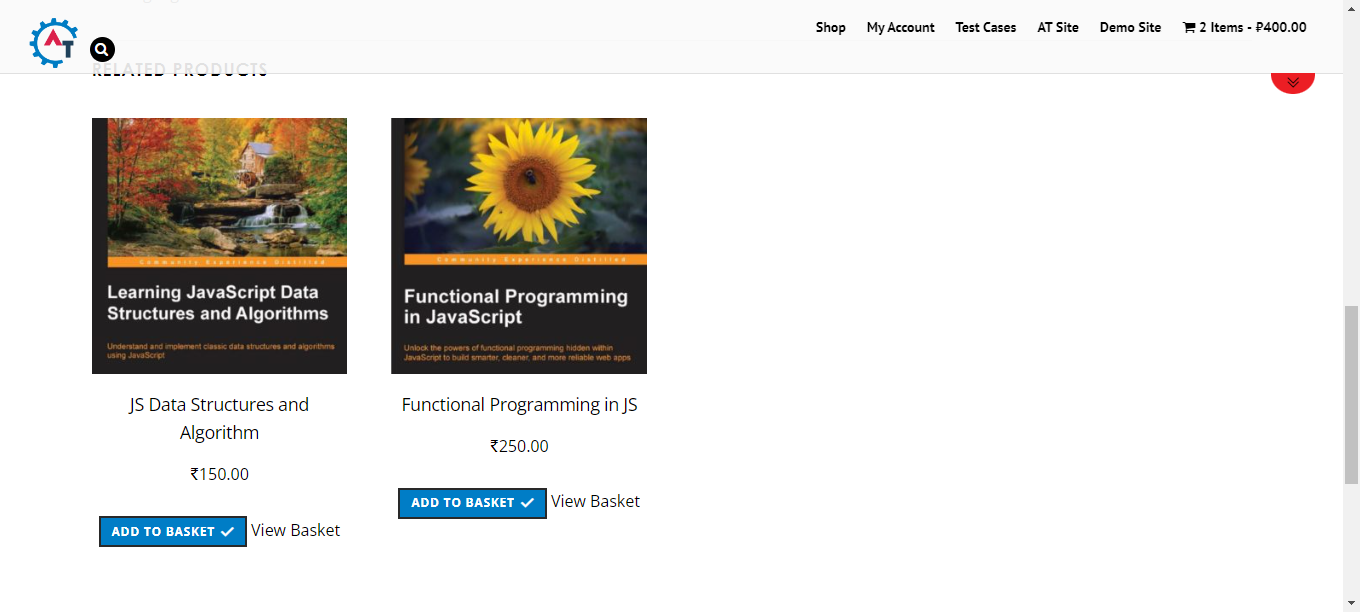 Shop My Account Test Cases AT Site Demo Site 2 Items - ₽400.00
AT
RELATED PRODUCTS
Community Experience Distilled
Learning JavaScript Data
Structures and Algorithms
Understand and implement classic data structures and algorithms
using JavaScript
JS Data Structures and
Algorithm
₹150.00
ADD TO BASKET View Basket
Community Experience Distilled
Functional Programming
in JavaScript
Unlock the powers of functional programming hidden within
JavaScript to build smarter, cleaner, and more reliable web apps
Functional Programming in JS
₹250.00
ADD TO BASKET View Basket